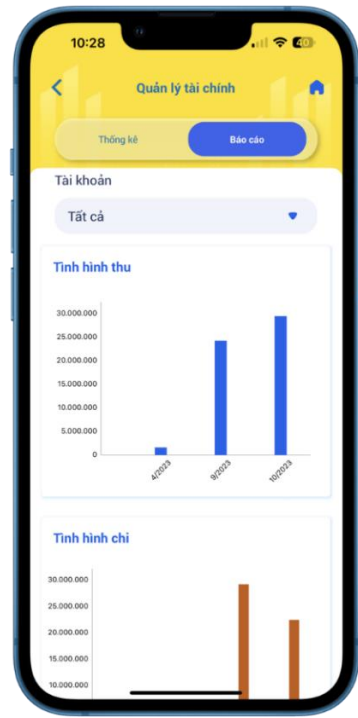 10:28
40
Quản lý tài chính
Thống kê
Báo cáo
Tài khoản
Tất cả
Tình hình thu
30.000.000
25.000.000
20.000.000
15.000.000
10.000.000
5.000.000
0
4/2023
9/2023
10/2023
Tình hình chi
30.000.000
25.000.000
20.000.000
15.000.000
10.000.000